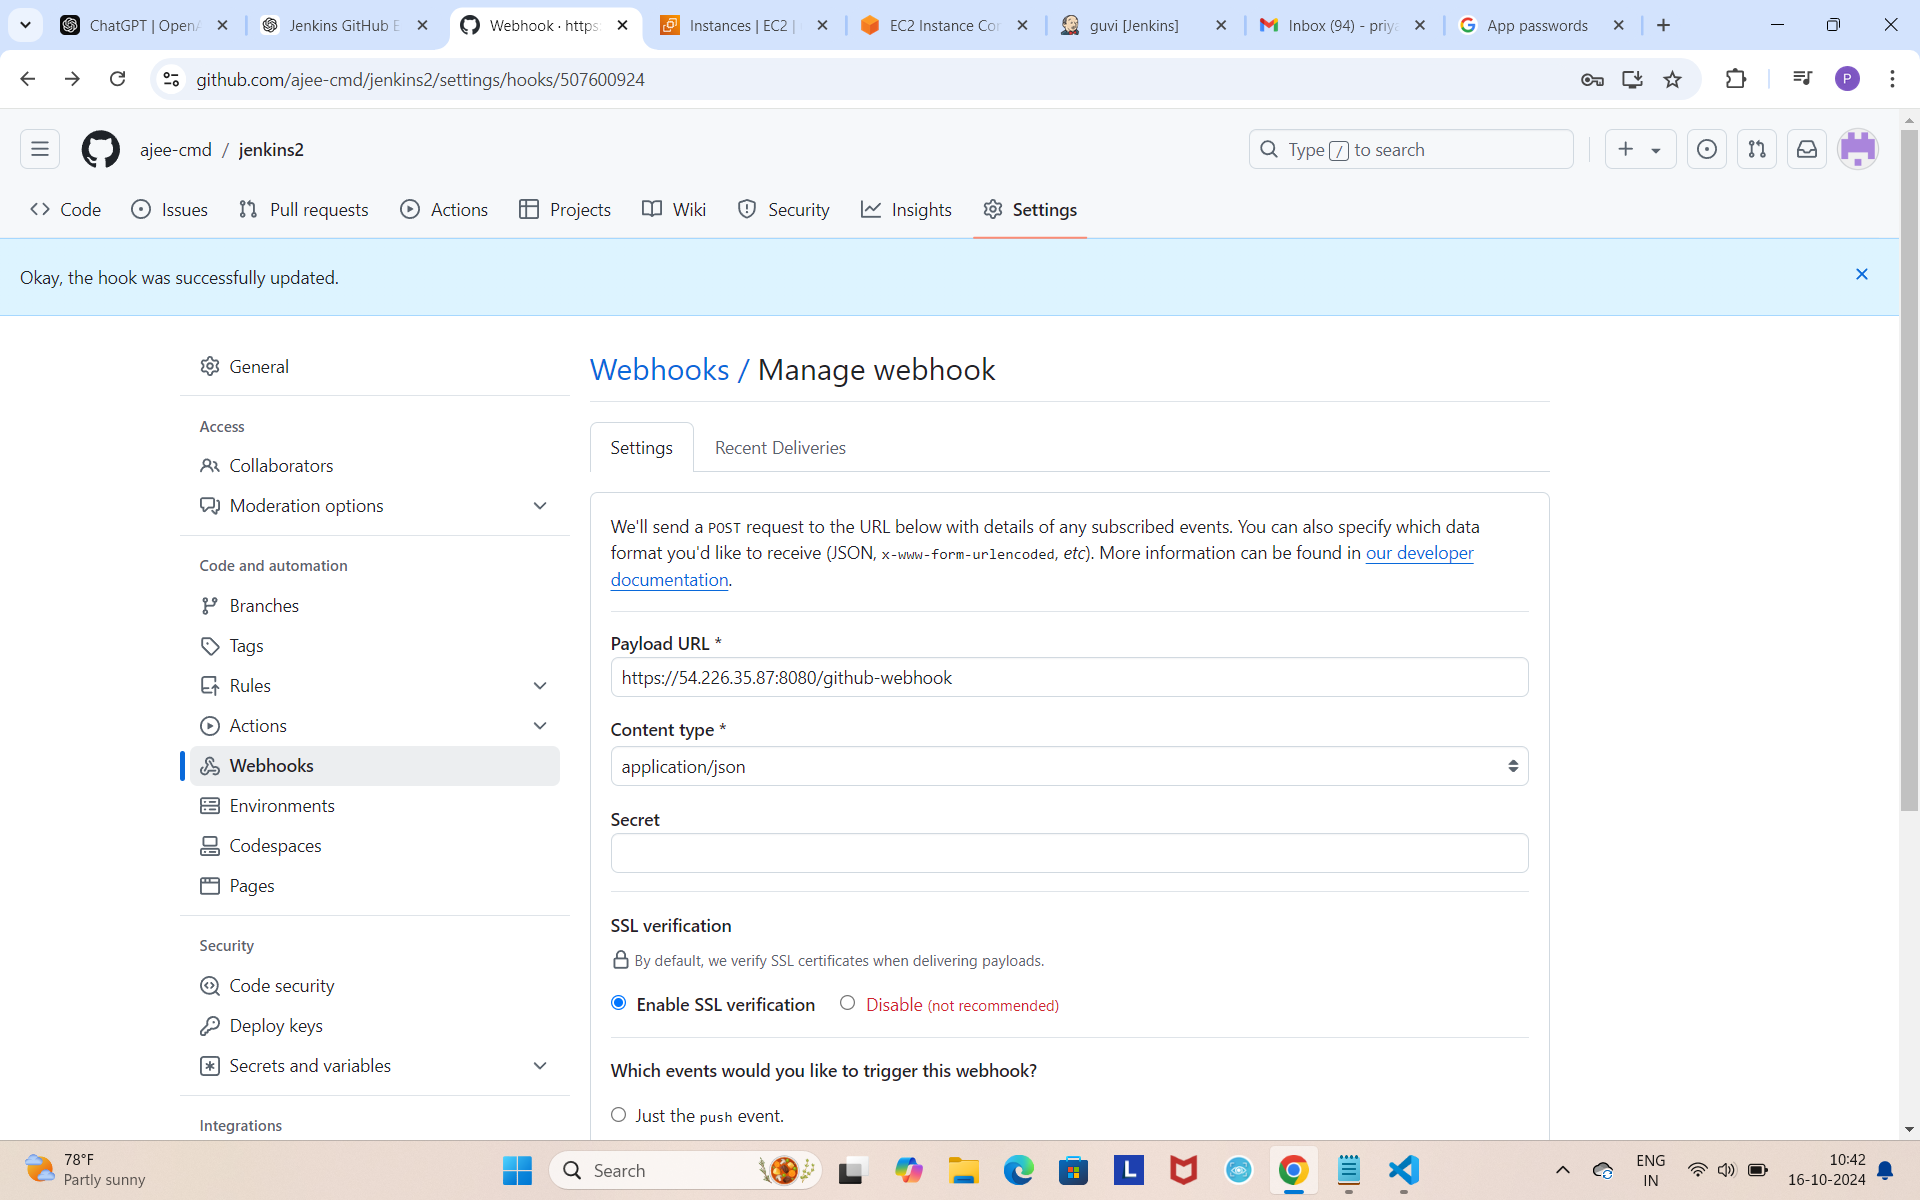 ChatGPT | OpenA
Jenkins GitHub E
Webhook · https:
Instances | EC2 |
EC2 Instance Con
guvi [Jenkins]
Inbox (94) - priya
App passwords
github.com/ajee-cmd/jenkins2/settings/hooks/507600924
P
ajee-cmd / jenkins2
Type / to search
Code
Issues
Pull requests
Actions
Projects
Wiki
Security
Insights
Settings
Okay, the hook was successfully updated.
General
Access
Collaborators
Moderation options
Code and automation
Branches
Tags
Rules
Actions
Webhooks
Environments
Codespaces
Pages
Security
Code security
Deploy keys
Secrets and variables
Integrations
Webhooks / Manage webhook
Settings
Recent Deliveries
We'll send a POST request to the URL below with details of any subscribed events. You can also specify which data
format you'd like to receive (JSON, x-www-form-urlencoded, etc). More information can be found in our developer
documentation.
Payload URL *
https://54.226.35.87:8080/github-webhook
Content type *
application/json
Secret
SSL verification
By default, we verify SSL certificates when delivering payloads.
Enable SSL verification
Disable (not recommended)
Which events would you like to trigger this webhook?
Just the push event.
78°F
Partly sunny
Search
L
ENG
IN
10:42
16-10-2024